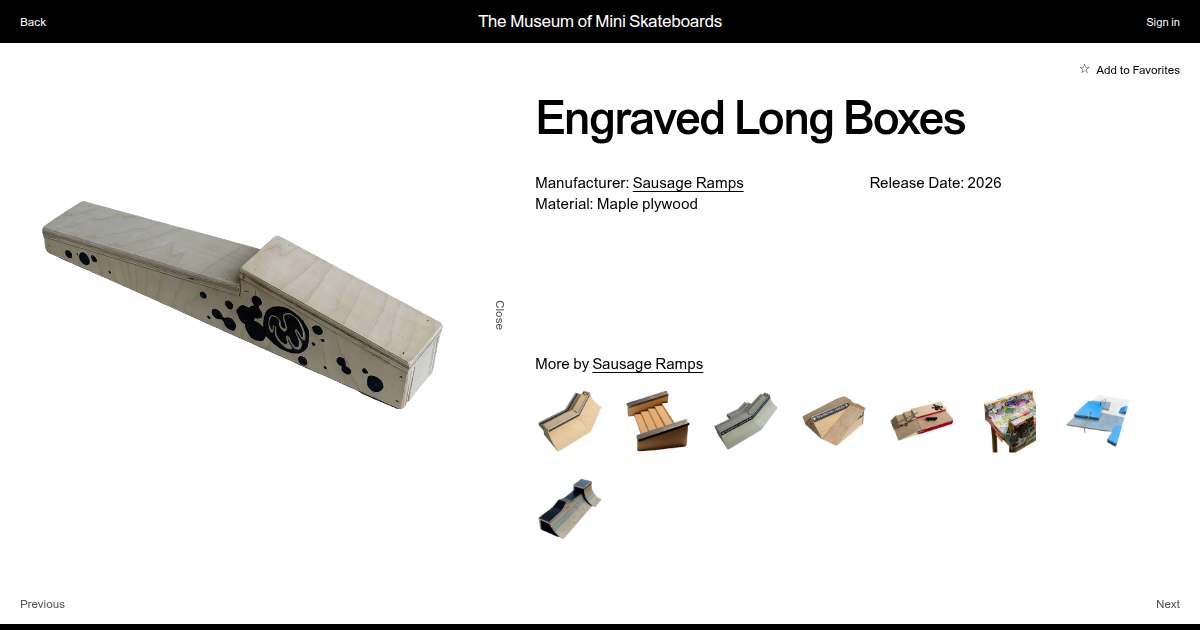 Back
The Museum of Mini Skateboards
Sign in
☆ Add to Favorites
Engraved Long Boxes
Manufacturer: Sausage Ramps
Release Date: 2026
Material: Maple plywood
Close
More by Sausage Ramps
Previous
Next